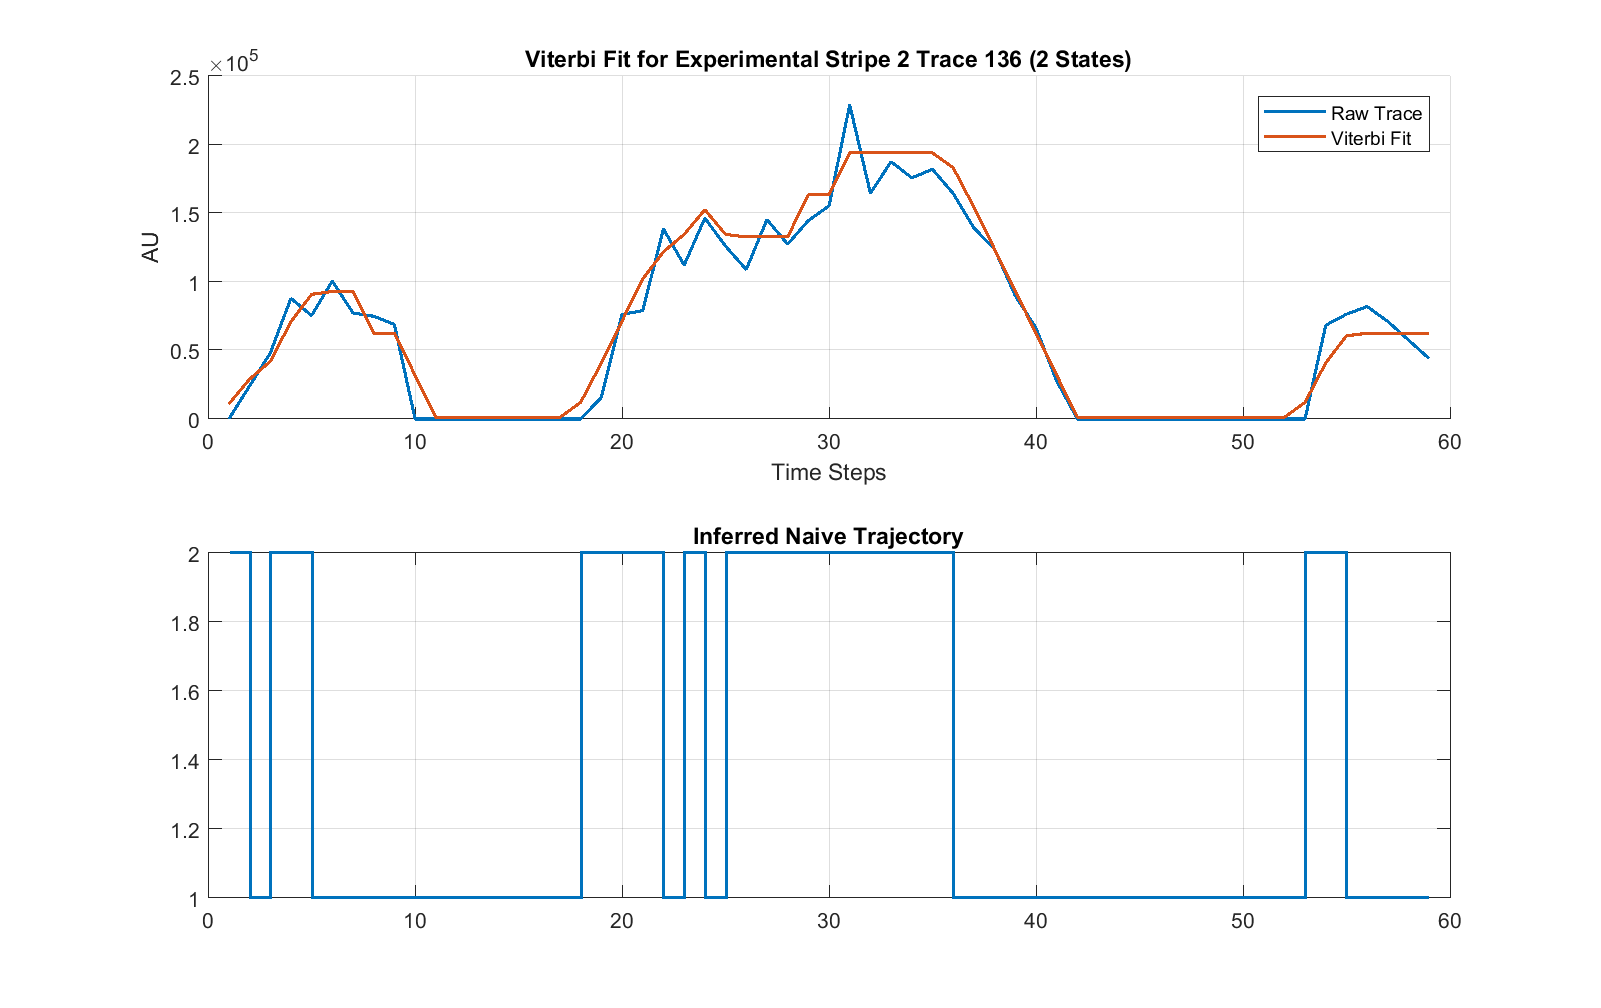 Viterbi Fit for Experimental Stripe 2 Trace 136 (2 States)
×10⁵
2.5
2
1.5
1
0.5
0
AU
Raw Trace
Viterbi Fit
0 10 20 30 40 50 60
Time Steps
Inferred Naive Trajectory
2
1.8
1.6
1.4
1.2
1
0 10 20 30 40 50 60